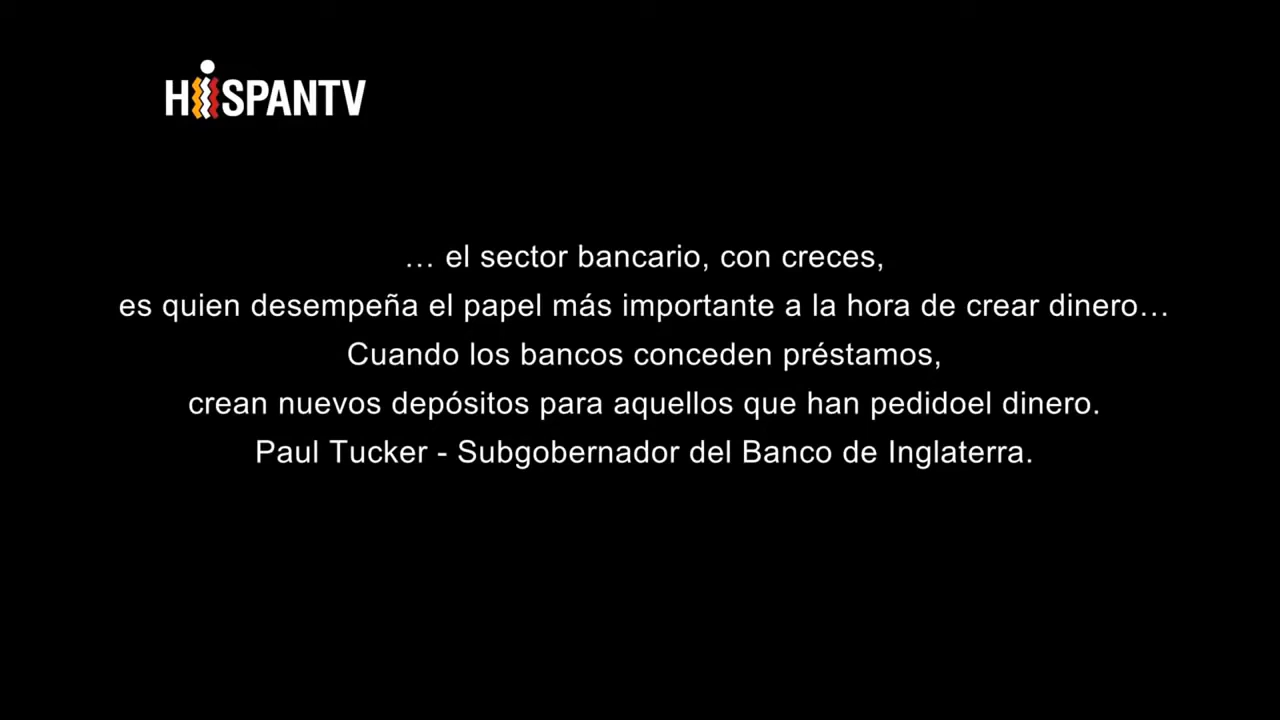 HISPANTV
… el sector bancario, con creces,
es quien desempeña el papel más importante a la hora de crear dinero…
Cuando los bancos conceden préstamos,
crean nuevos depósitos para aquellos que han pedidoel dinero.
Paul Tucker - Subgobernador del Banco de Inglaterra.